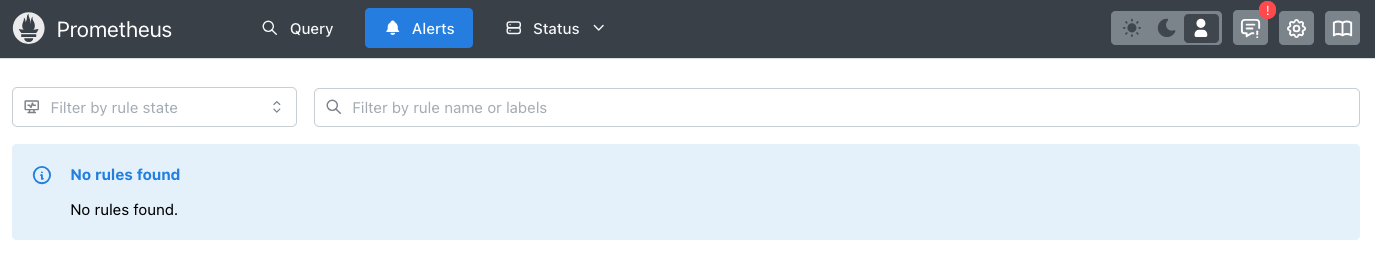 Prometheus Query Alerts Status !
Filter by rule state Filter by rule name or labels
No rules found
No rules found.